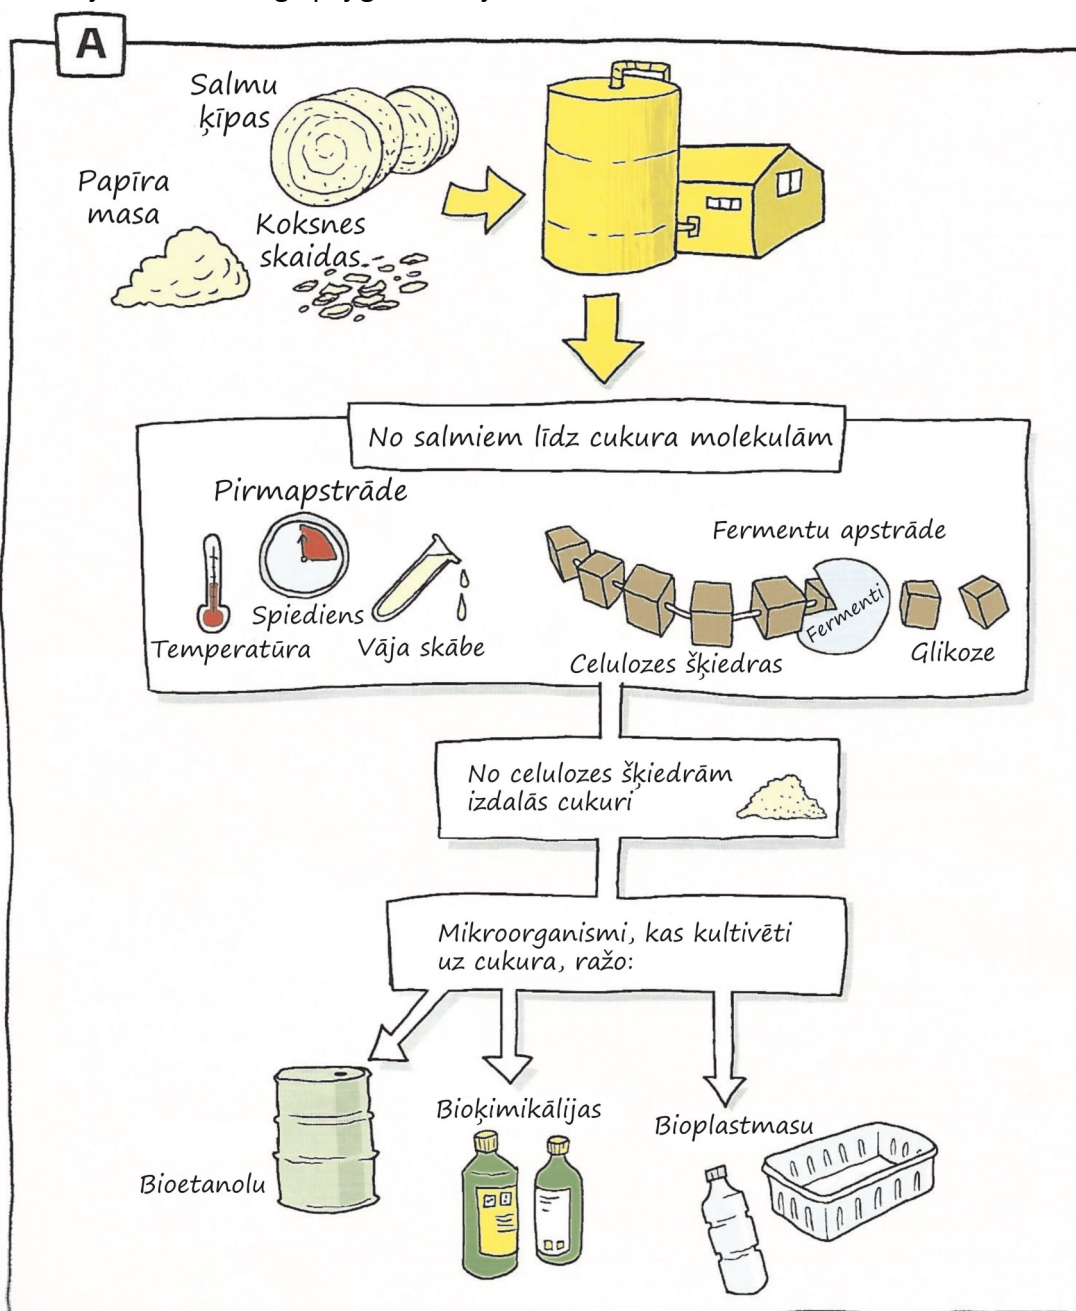 A
Salmu
ķīpas
Papīra
masa
Koksnes
skaidas
No salmiem līdz cukura molekulām
Pirmapstrāde
Fermentu apstrāde
Spiediens
Temperatūra
Vāja skābe
Fermenti
Celulozes šķiedras
Glikoze
No celulozes šķiedrām
izdalās cukuri
Mikroorganismi, kas kultivēti
uz cukura, ražo:
Bioķimikālijas
Bioplastmasu
Bioetanolu